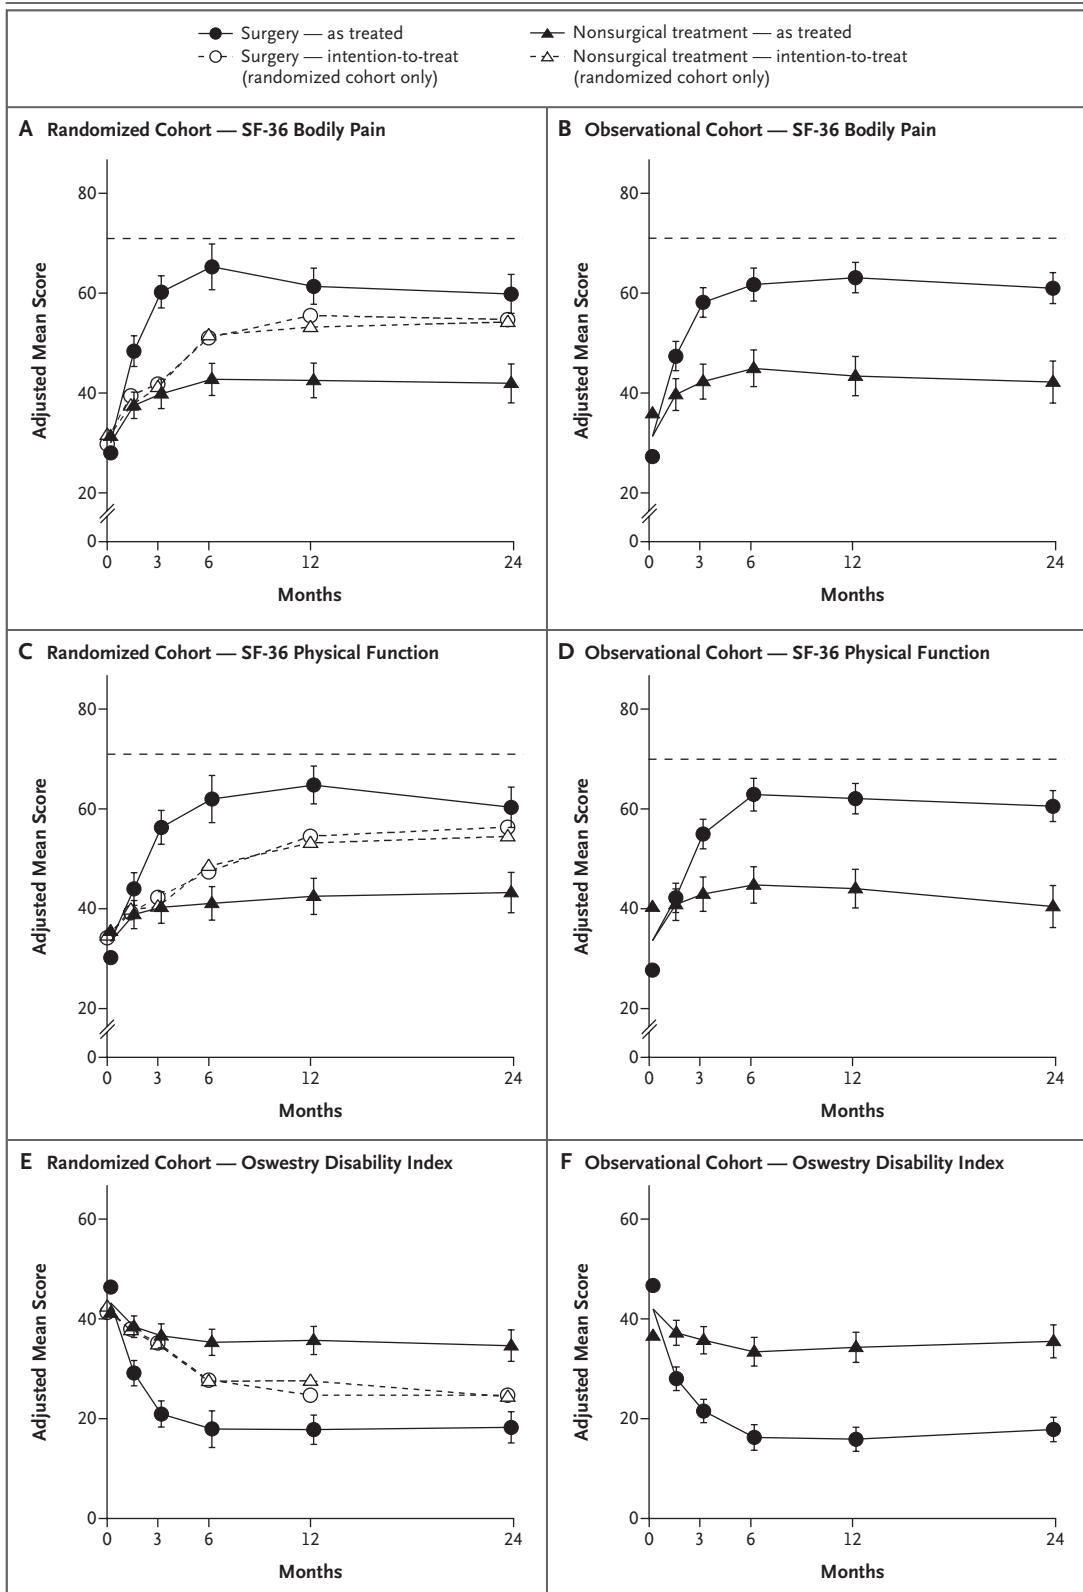 Surgery — as treated
Surgery — intention-to-treat
(randomized cohort only)
Nonsurgical treatment — as treated
Nonsurgical treatment — intention-to-treat
(randomized cohort only)
A Randomized Cohort — SF-36 Bodily Pain
80
60
40
20
0
Adjusted Mean Score
0 3 6 12 24
Months
B Observational Cohort — SF-36 Bodily Pain
80
60
40
20
0
Adjusted Mean Score
0 3 6 12 24
Months
C Randomized Cohort — SF-36 Physical Function
80
60
40
20
0
Adjusted Mean Score
0 3 6 12 24
Months
D Observational Cohort — SF-36 Physical Function
80
60
40
20
0
Adjusted Mean Score
0 3 6 12 24
Months
E Randomized Cohort — Oswestry Disability Index
60
40
20
0
Adjusted Mean Score
0 3 6 12 24
Months
F Observational Cohort — Oswestry Disability Index
60
40
20
0
Adjusted Mean Score
0 3 6 12 24
Months